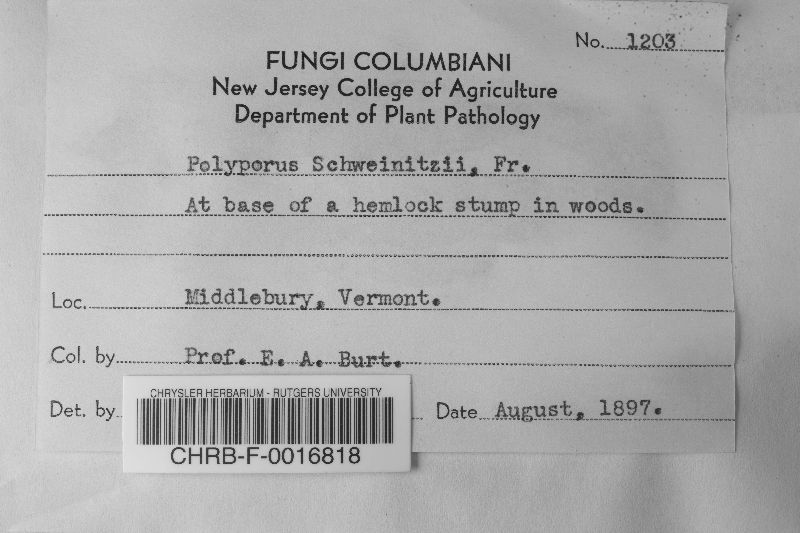 No. 1203
FUNGI COLUMBIANI
New Jersey College of Agriculture
Department of Plant Pathology
Polyporus Schweinitzii, Fr.
At base of a hemlock stump in woods.
Loc. Middlebury, Vermont.
Col. by Prof. E. A. Burt.
Det. by
Date August, 1897.
CHRYSLER HERBARIUM - RUTGERS UNIVERSITY
CHRB-F-0016818